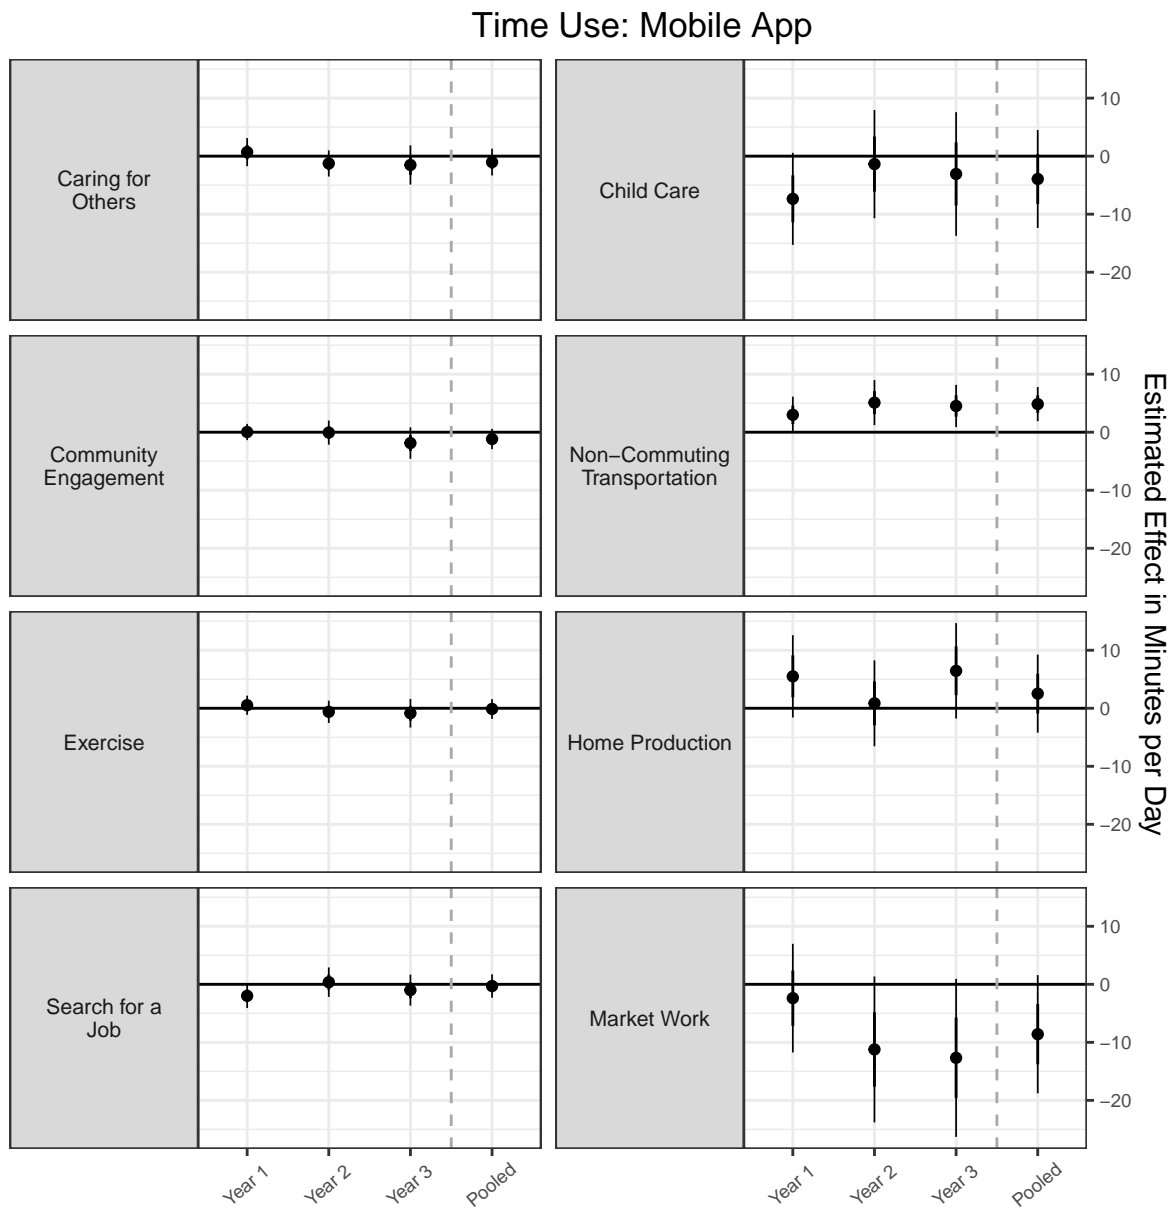 Time Use: Mobile App
Caring for
Others
Child Care
10
0
−10
−20
Community
Engagement
Non−Commuting
Transportation
10
0
−10
−20
Exercise
Home Production
10
0
−10
−20
Search for a
Job
Market Work
10
0
−10
−20
Estimated Effect in Minutes per Day
Year 1
Year 2
Year 3
Pooled
Year 1
Year 2
Year 3
Pooled